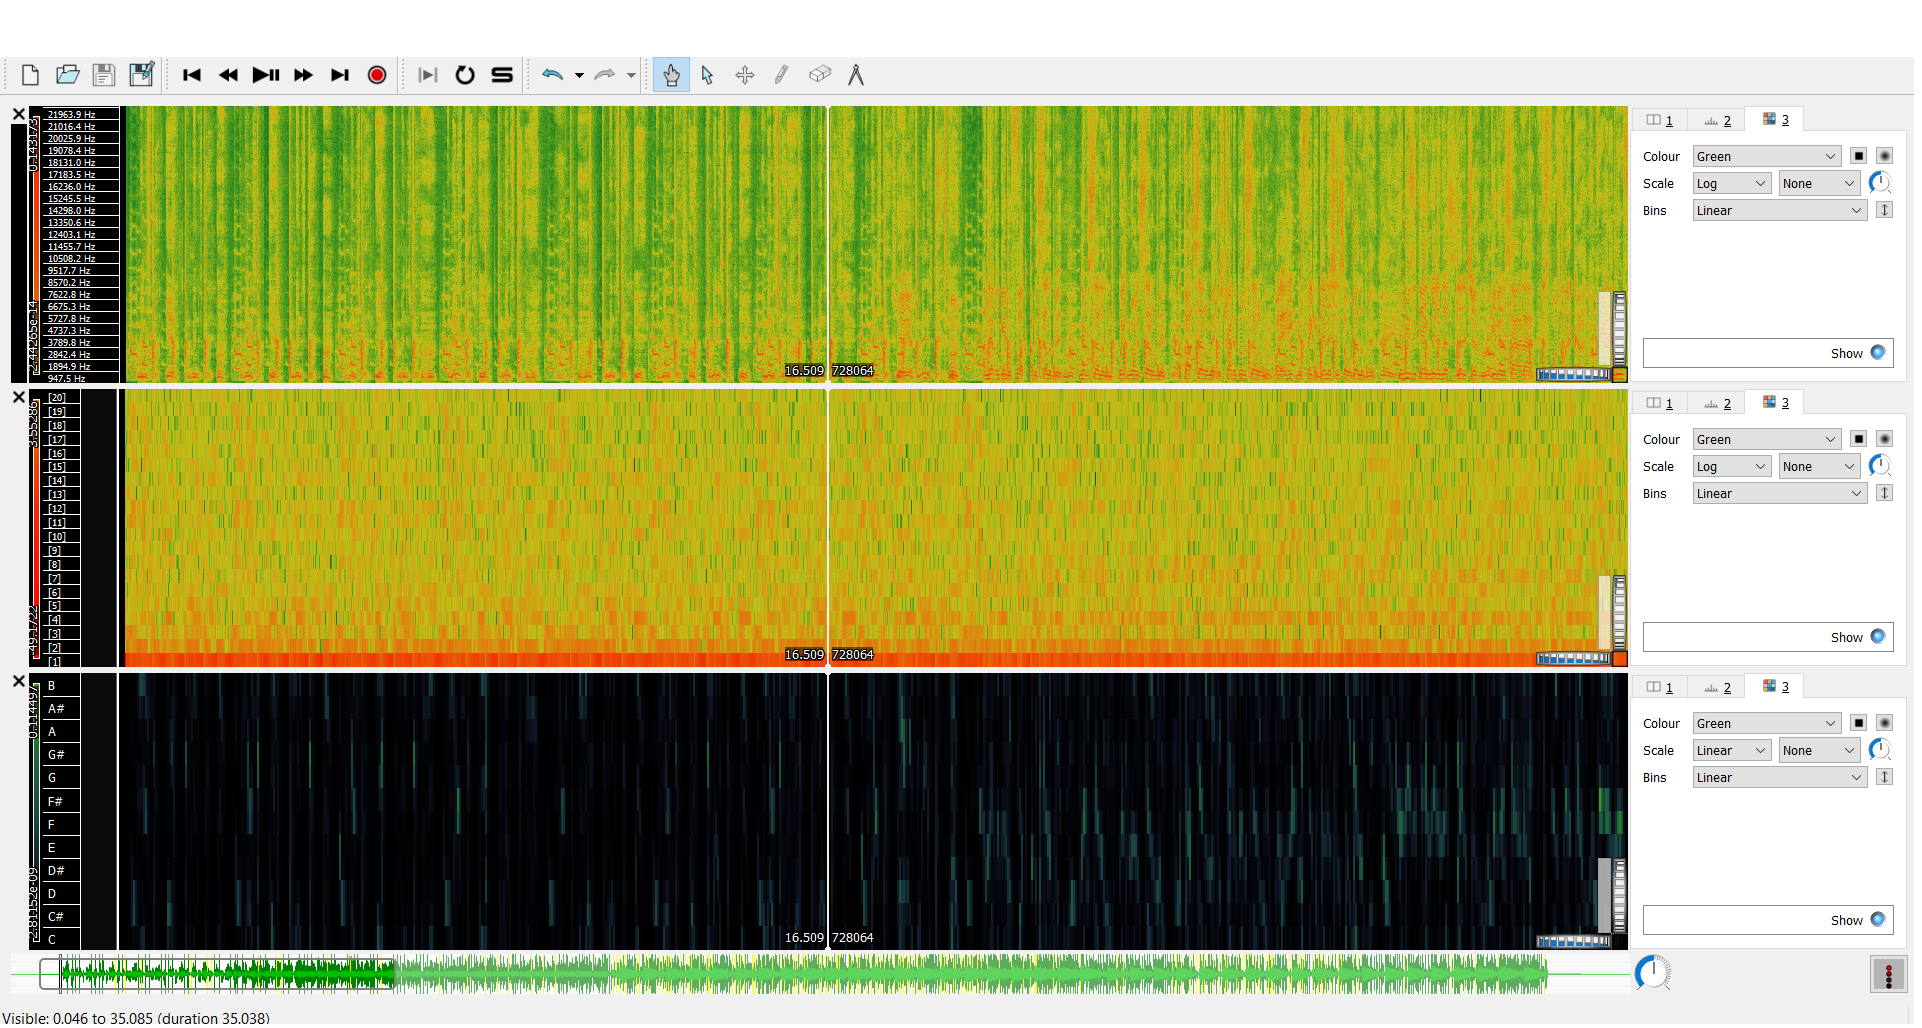 21963.9 Hz
21016.4 Hz
20025.9 Hz
19078.4 Hz
18131.0 Hz
17183.5 Hz
16236.0 Hz
15245.5 Hz
14298.0 Hz
13350.6 Hz
12403.1 Hz
11455.7 Hz
10508.2 Hz
9517.7 Hz
8570.2 Hz
7622.8 Hz
6675.3 Hz
5727.8 Hz
4737.3 Hz
3789.8 Hz
2842.4 Hz
1894.9 Hz
947.5 Hz
0.143173
16.509 728064
1 2 3
Colour Green
Scale Log None
Bins Linear
Show
[20]
[19]
[18]
[17]
[16]
[15]
[14]
[13]
[12]
[11]
[10]
[9]
[8]
[7]
[6]
[5]
[4]
[3]
[2]
[1]
3.55286
-49.1722
16.509 728064
1 2 3
Colour Green
Scale Log None
Bins Linear
Show
B
A#
A
G#
G
F#
F
E
D#
D
C#
C
0.114497
2.81152e-09
16.509 728064
1 2 3
Colour Green
Scale Linear None
Bins Linear
Show
Visible: 0.046 to 35.085 (duration 35.038)